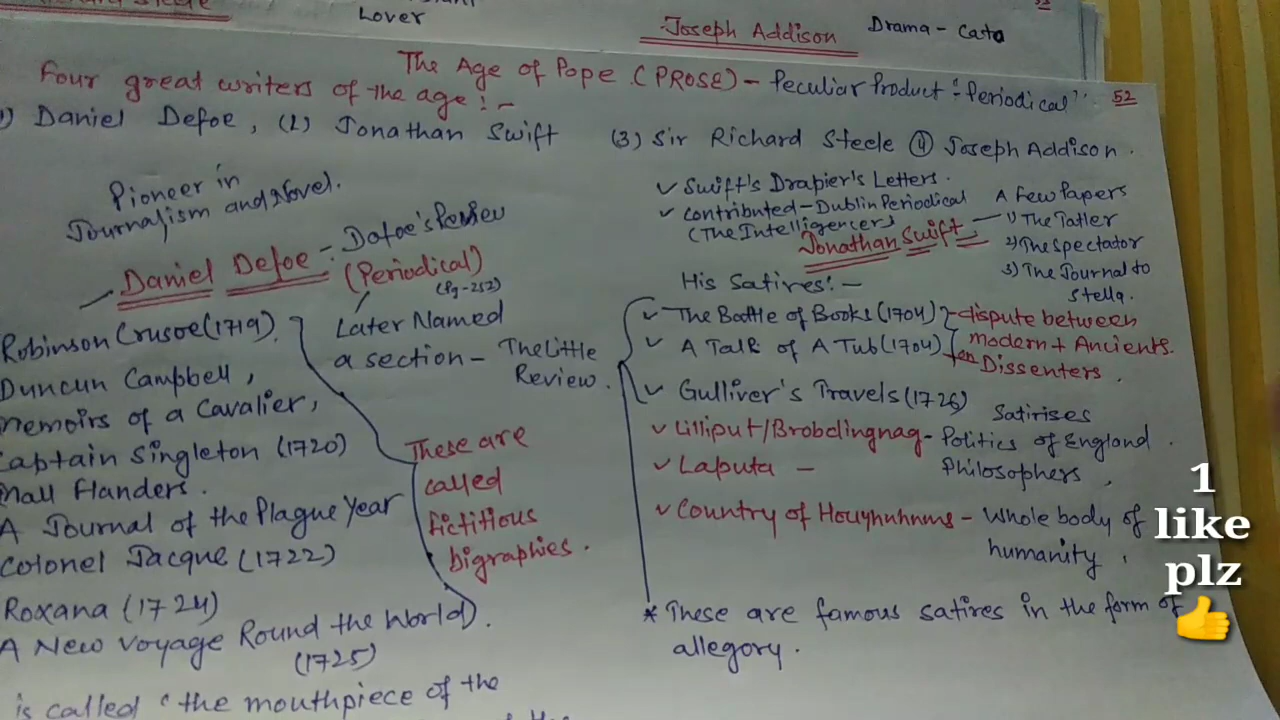 Lover
Joseph Addison
Drama - Cato
The Age of Pope (PROSE) - Peculiar Product : "Periodical" 52
Four great writers of the age : -
1) Daniel Defoe, (2) Jonathan Swift (3) Sir Richard Steele (4) Joseph Addison.
Pioneer in
Journalism and Novel.
Daniel Defoe : - Defoe's Review
(Periodical)
(Pg-252)
Later Named
a section - The Little
Review.
Robinson Crusoe (1719)
Duncun Campbell,
Memoirs of a Cavalier,
Captain Singleton (1720)
Mall Flanders.
A Journal of the Plague Year
Colonel Jacque (1722)
Roxana (1724)
A New Voyage Round the World.
(1725)
These are
called
fictitious
bigraphies.
is called 'the mouthpiece of the
✓ Swift's Drapier's Letters.
✓ Contributed - Dublin Periodical
(The Intelligencer)
Jonathan Swift
A Few Papers
1) The Tatler
2) The Spectator
3) The Journal to
Stella.
His Satires : -
✓ The Battle of Books (1704)
✓ A Tale of A Tub (1704)
dispute between
modern + Ancients.
Dissenters.
✓ Gulliver's Travels (1726)
Satirises
✓ Lilliput/Brobdingnag - Politics of England.
✓ Laputa - Philosophers,
✓ Country of Houyhnhnms - Whole body of
humanity.
* These are famous satires in the form of
allegory.
1
like
plz